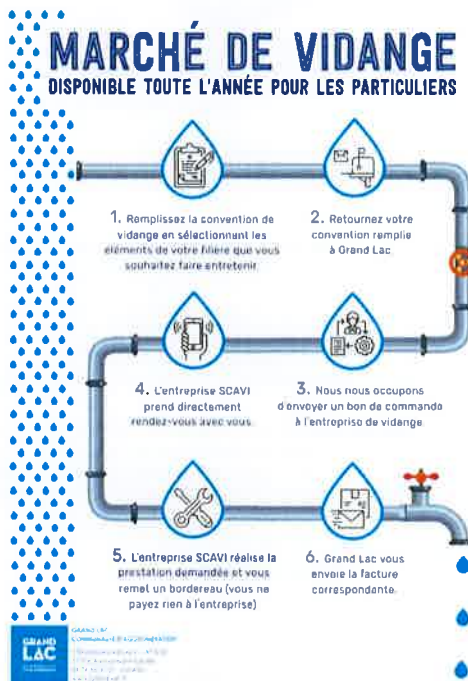 MARCHÉ DE VIDANGE
DISPONIBLE TOUTE L'ANNÉE POUR LES PARTICULIERS
1. Remplissez la convention de
vidange en sélectionnant les
éléments de votre filière que vous
souhaitez faire entretenir.
2. Retournez votre
convention remplie
à Grand Lac.
3. Nous nous occupons
d'envoyer un bon de commande
à l'entreprise de vidange.
4. L'entreprise SCAVI
prend directement
rendez-vous avec vous.
5. L'entreprise SCAVI réalise la
prestation demandée et vous
remet un bordereau (vous ne
payez rien à l'entreprise)
6. Grand Lac vous
envoie la facture
correspondante.
GRAND
LAC
GRAND LAC
COMMUNAUTÉ D'AGGLOMÉRATION